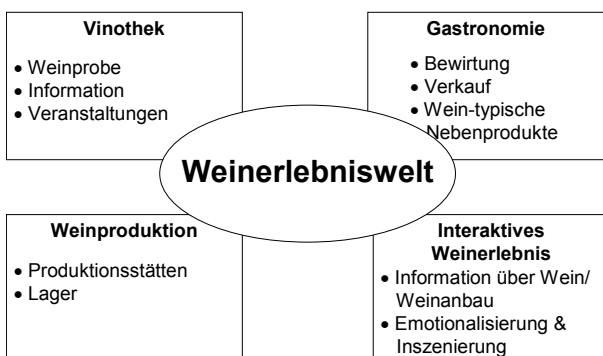 Vinothek
• Weinprobe
• Information
• Veranstaltungen
Gastronomie
• Bewirtung
• Verkauf
• Wein-typische
Nebenprodukte
Weinerlebniswelt
Weinproduktion
• Produktionsstätten
• Lager
Interaktives
Weinerlebnis
• Information über Wein/
Weinanbau
• Emotionalisierung &
Inszenierung